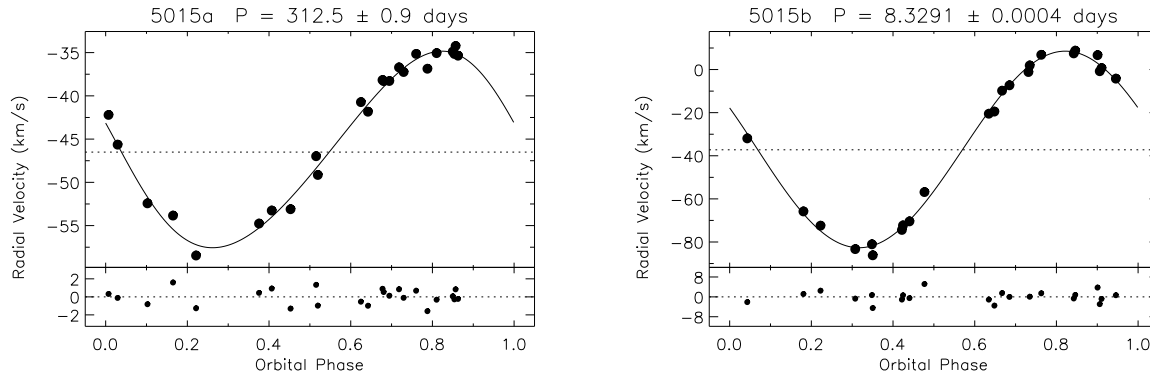 5015a P = 312.5 ± 0.9 days
Radial Velocity (km/s)
−35
−40
−45
−50
−55
2
0
−2
0.0 0.2 0.4 0.6 0.8 1.0
Orbital Phase
5015b P = 8.3291 ± 0.0004 days
Radial Velocity (km/s)
0
−20
−40
−60
−80
8
0
−8
0.0 0.2 0.4 0.6 0.8 1.0
Orbital Phase